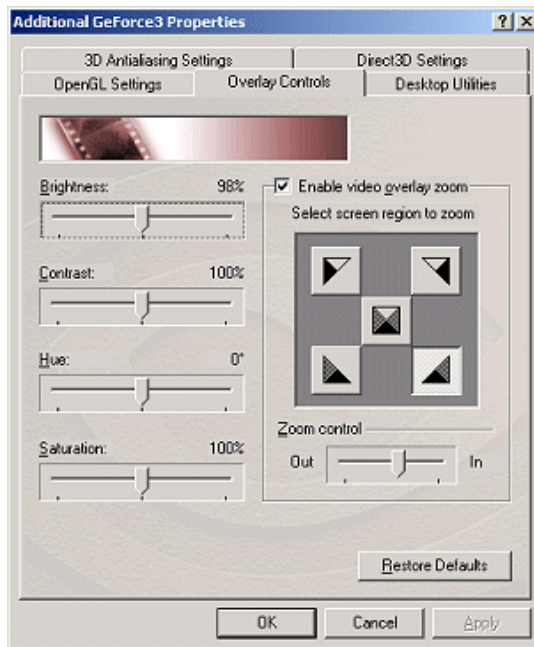 Additional GeForce3 Properties
3D Antialiasing Settings
Direct3D Settings
OpenGL Settings
Overlay Controls
Desktop Utilities
Brightness: 98%
Contrast: 100%
Hue: 0°
Saturation: 100%
Enable video overlay zoom
Select screen region to zoom
Zoom control
Out
In
Restore Defaults
OK
Cancel
Apply